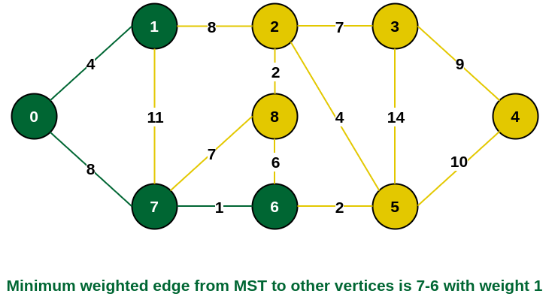 1 8 2 7 3
4 9
2
0 11 8 4 14 4
8 7 6 10
7 1 6 2 5
Minimum weighted edge from MST to other vertices is 7-6 with weight 1